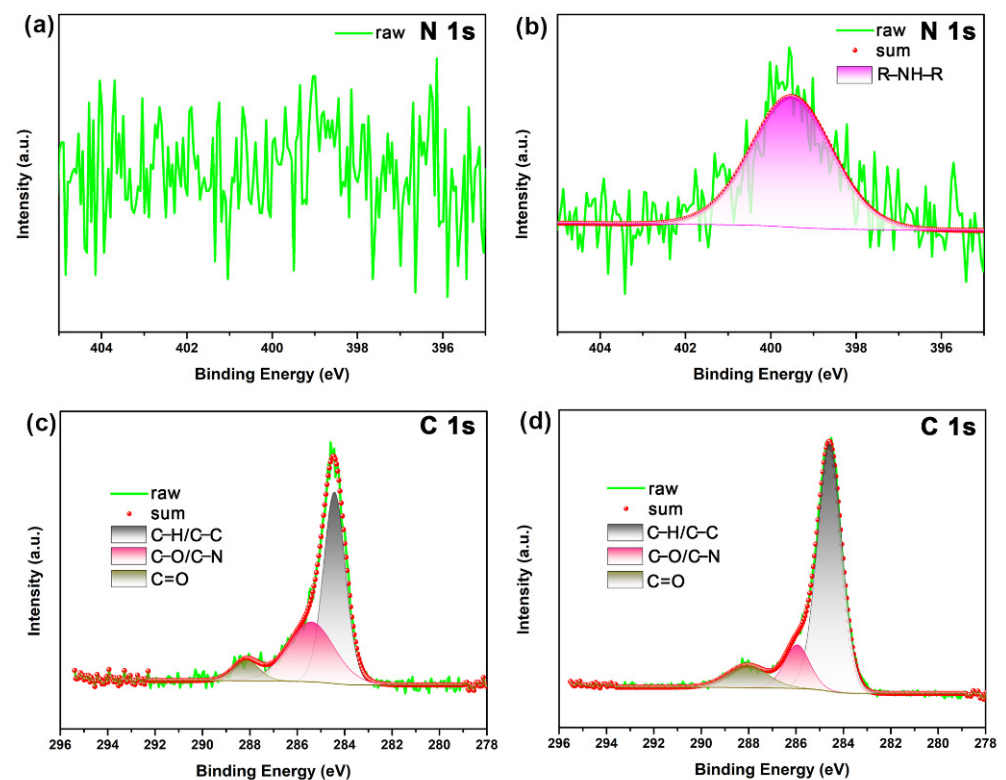 (a)
raw N 1s
Intensity (a.u.)
404 402 400 398 396
Binding Energy (eV)
(b)
raw N 1s
sum
R–NH–R
Intensity (a.u.)
404 402 400 398 396
Binding Energy (eV)
(c)
C 1s
raw
sum
C–H/C–C
C–O/C–N
C=O
Intensity (a.u.)
296 294 292 290 288 286 284 282 280 278
Binding Energy (eV)
(d)
C 1s
raw
sum
C–H/C–C
C–O/C–N
C=O
Intensity (a.u.)
296 294 292 290 288 286 284 282 280 278
Binding Energy (eV)